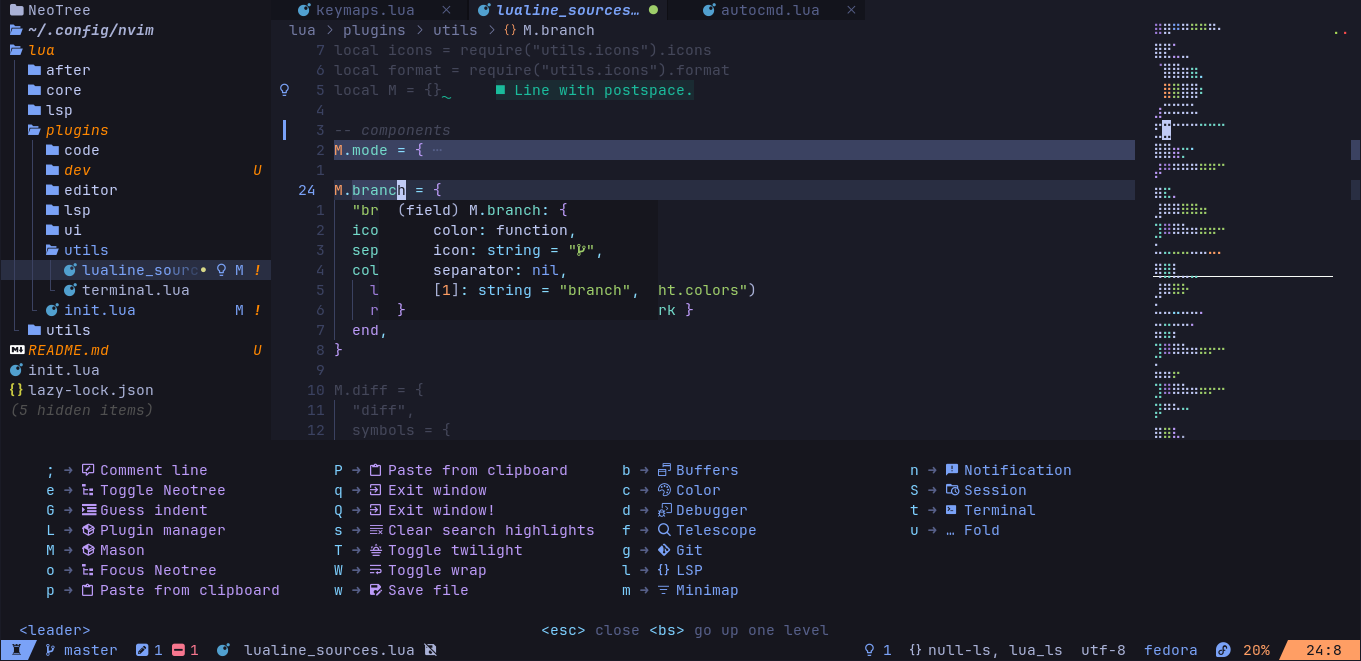 NeoTree
~/.config/nvim
lua
after
core
lsp
plugins
code
dev U
editor
lsp
ui
utils
lualine_sourc M !
terminal.lua
init.lua M !
utils
README.md U
init.lua
lazy-lock.json
(5 hidden items)
keymaps.lua × lualine_sources… ● autocmd.lua ×
lua > plugins > utils > {} M.branch
7 local icons = require("utils.icons").icons
6 local format = require("utils.icons").format
5 local M = {} ■ Line with postspace.
4
3 -- components
2 M.mode = { ⋯
1
24 M.branch = {
1 "br (field) M.branch: {
2 ico color: function,
3 sep icon: string = "",
4 col separator: nil,
5 l [1]: string = "branch", ht.colors")
6 r } rk }
7 end,
8 }
9
10 M.diff = {
11 "diff",
12 symbols = {
; → Comment line
e → Toggle Neotree
G → Guess indent
L → Plugin manager
M → Mason
o → Focus Neotree
p → Paste from clipboard
P → Paste from clipboard
q → Exit window
Q → Exit window!
s → Clear search highlights
T → Toggle twilight
W → Toggle wrap
w → Save file
b → Buffers
c → Color
d → Debugger
f → Telescope
g → Git
l → {} LSP
m → Minimap
n → Notification
S → Session
t → Terminal
u → … Fold
<leader> <esc> close <bs> go up one level
master 1 1 lualine_sources.lua 1 {} null-ls, lua_ls utf-8 fedora 20% 24:8